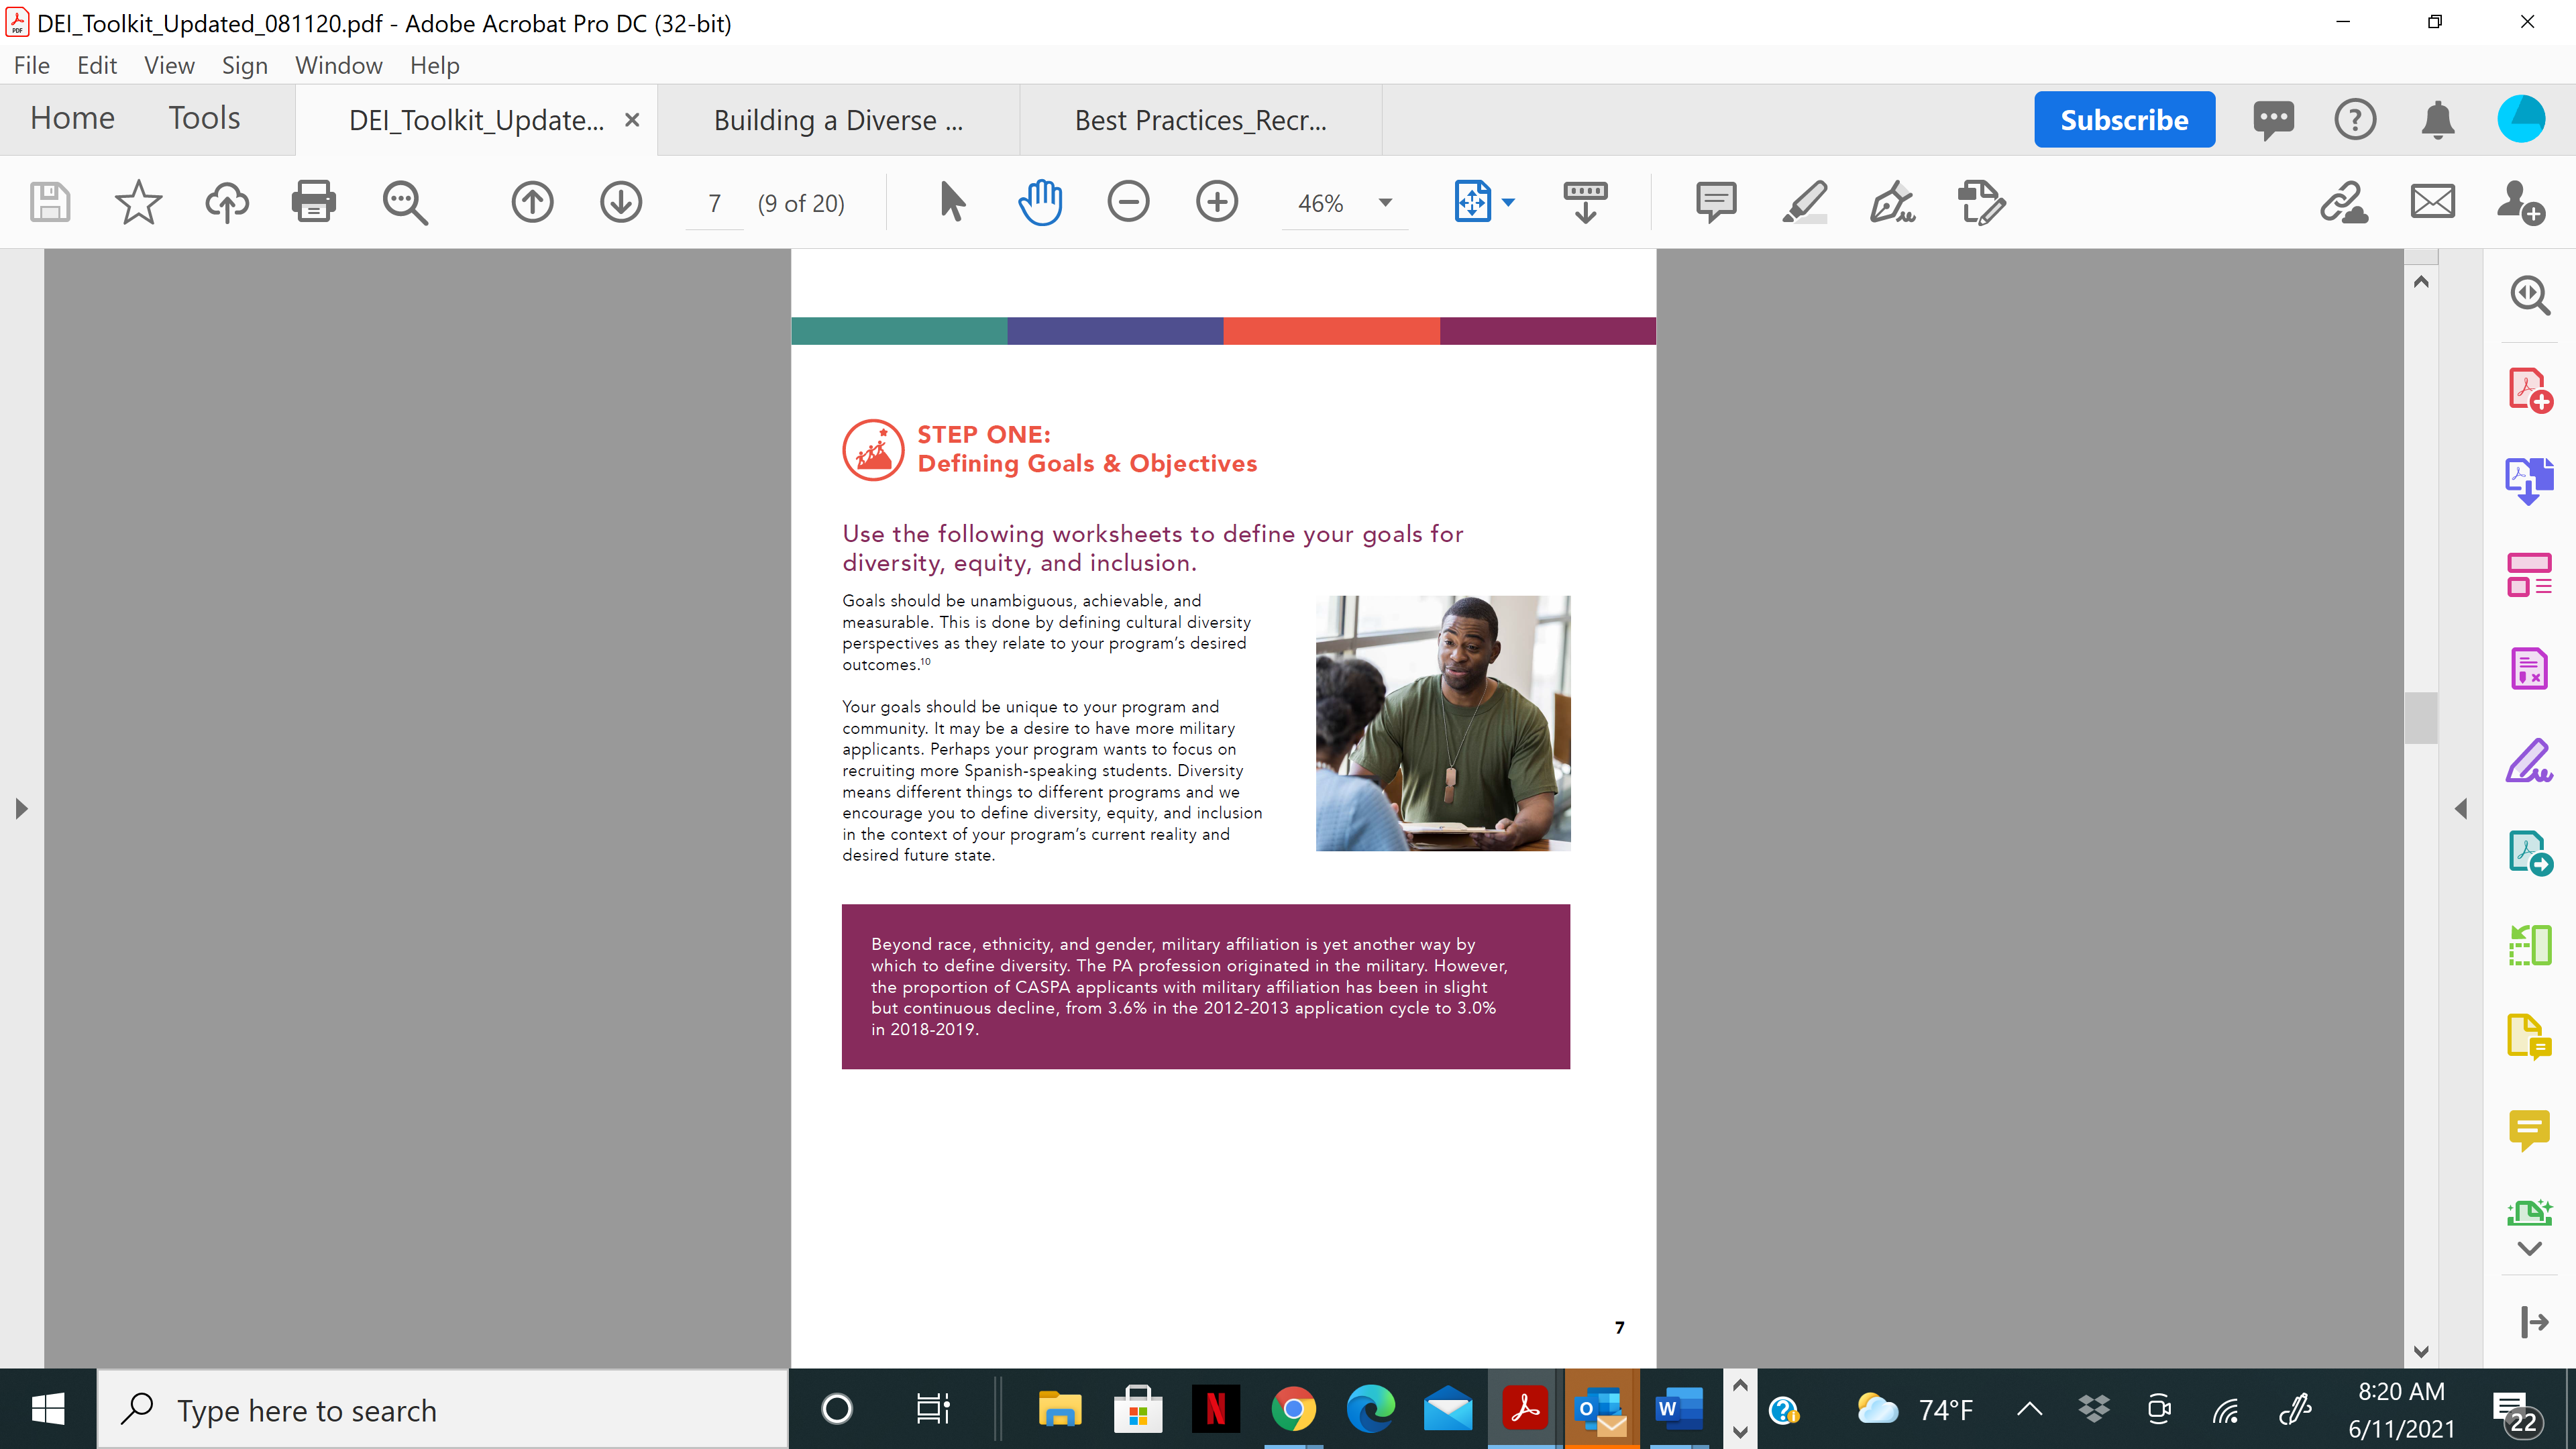 DEI_Toolkit_Updated_081120.pdf - Adobe Acrobat Pro DC (32-bit)
File Edit View Sign Window Help
Home Tools DEI_Toolkit_Update... Building a Diverse ... Best Practices_Recr... Subscribe
7 (9 of 20) 46%
STEP ONE:
Defining Goals & Objectives
Use the following worksheets to define your goals for
diversity, equity, and inclusion.
Goals should be unambiguous, achievable, and
measurable. This is done by defining cultural diversity
perspectives as they relate to your program’s desired
outcomes.¹⁰
Your goals should be unique to your program and
community. It may be a desire to have more military
applicants. Perhaps your program wants to focus on
recruiting more Spanish-speaking students. Diversity
means different things to different programs and we
encourage you to define diversity, equity, and inclusion
in the context of your program’s current reality and
desired future state.
Beyond race, ethnicity, and gender, military affiliation is yet another way by
which to define diversity. The PA profession originated in the military. However,
the proportion of CASPA applicants with military affiliation has been in slight
but continuous decline, from 3.6% in the 2012-2013 application cycle to 3.0%
in 2018-2019.
7
Type here to search
74°F
8:20 AM
6/11/2021
22